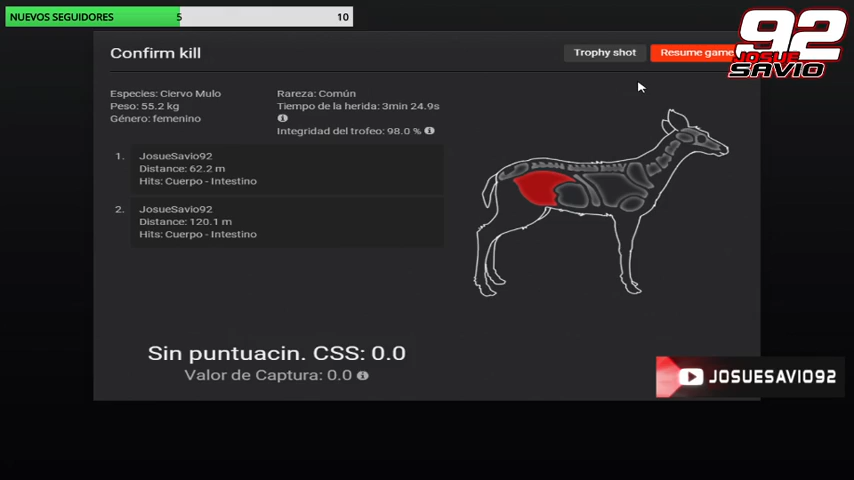 NUEVOS SEGUIDORES 5 10
92
JOSUE
SAVIO
Confirm kill
Trophy shot
Resume game
Especies: Ciervo Mulo
Peso: 55.2 kg
Género: femenino
Rareza: Común
Tiempo de la herida: 3min 24.9s
Integridad del trofeo: 98.0 %
1. JosueSavio92
Distance: 62.2 m
Hits: Cuerpo - Intestino
2. JosueSavio92
Distance: 120.1 m
Hits: Cuerpo - Intestino
Sin puntuacin. CSS: 0.0
Valor de Captura: 0.0
JOSUESAVIO92